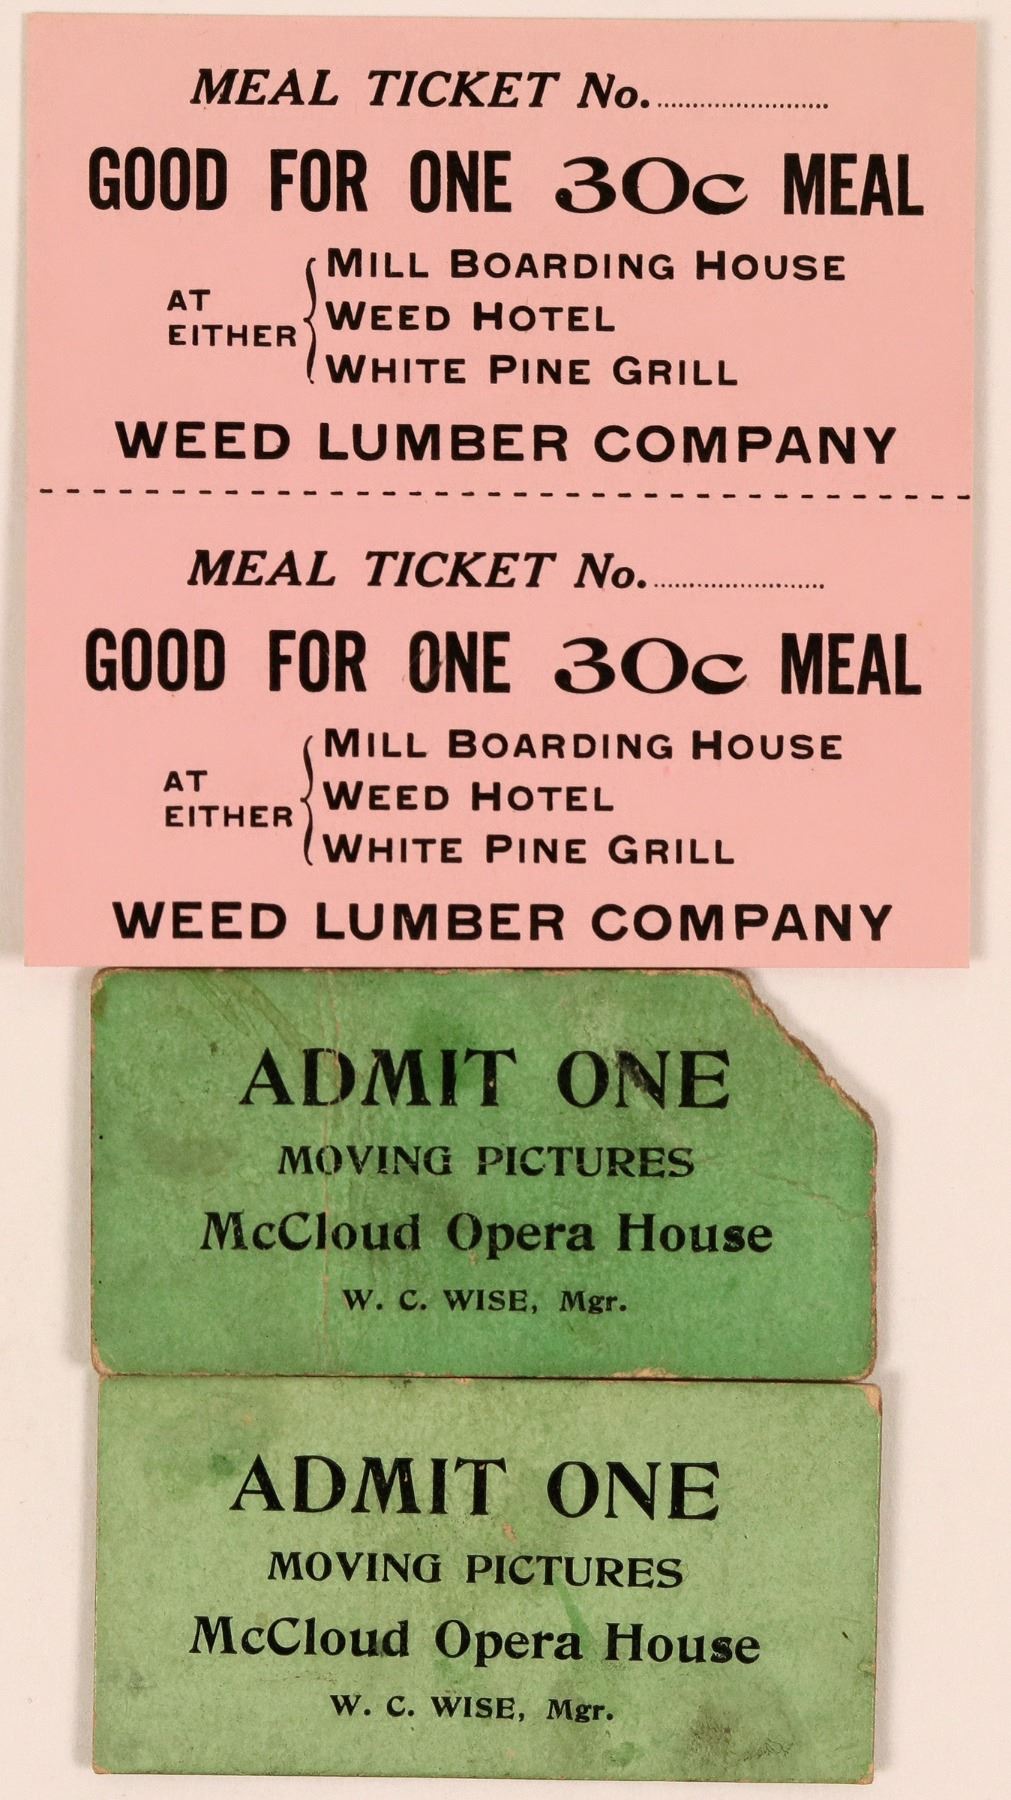 MEAL TICKET No.........................
GOOD FOR ONE 30c MEAL
AT EITHER
MILL BOARDING HOUSE
WEED HOTEL
WHITE PINE GRILL
WEED LUMBER COMPANY
MEAL TICKET No.........................
GOOD FOR ONE 30c MEAL
AT EITHER
MILL BOARDING HOUSE
WEED HOTEL
WHITE PINE GRILL
WEED LUMBER COMPANY
ADMIT ONE
MOVING PICTURES
McCloud Opera House
W. C. WISE, Mgr.
ADMIT ONE
MOVING PICTURES
McCloud Opera House
W. C. WISE, Mgr.